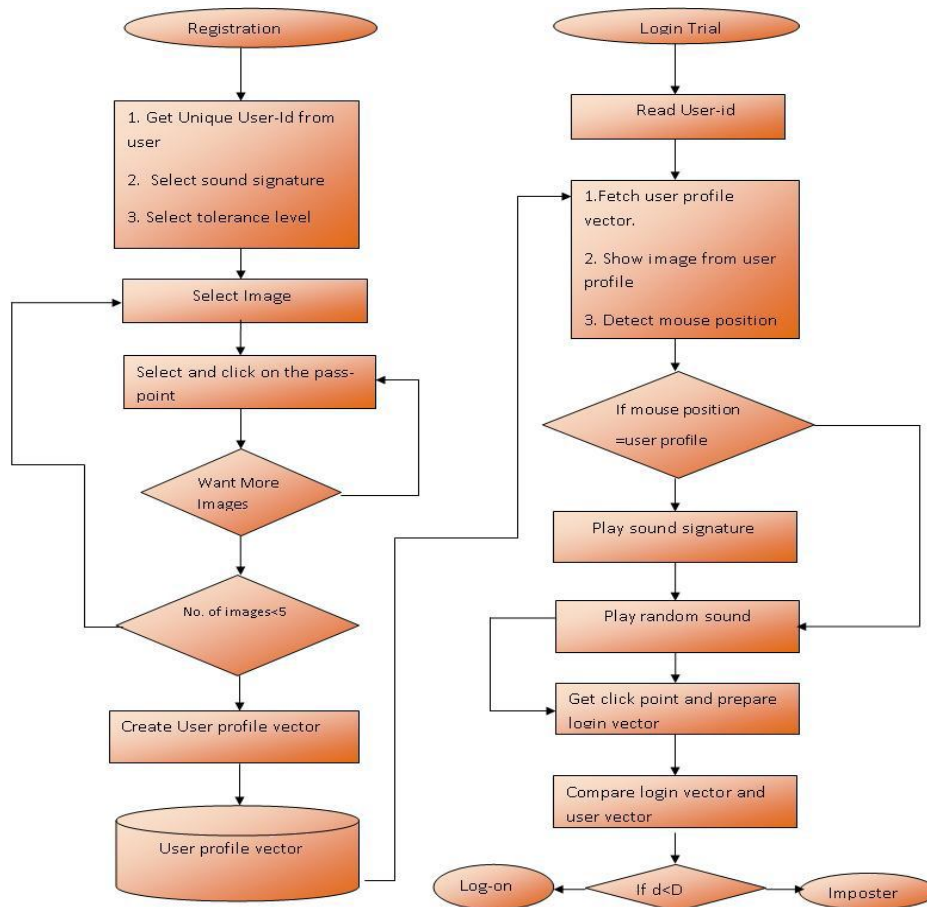 Registration
1. Get Unique User-Id from
user
2. Select sound signature
3. Select tolerance level
Select Image
Select and click on the pass-
point
Want More
Images
No. of images<5
Create User profile vector
User profile vector
Login Trial
Read User-id
1.Fetch user profile
vector.
2. Show image from user
profile
3. Detect mouse position
If mouse position
=user profile
Play sound signature
Play random sound
Get click point and prepare
login vector
Compare login vector and
user vector
If d<D
Log-on
Imposter